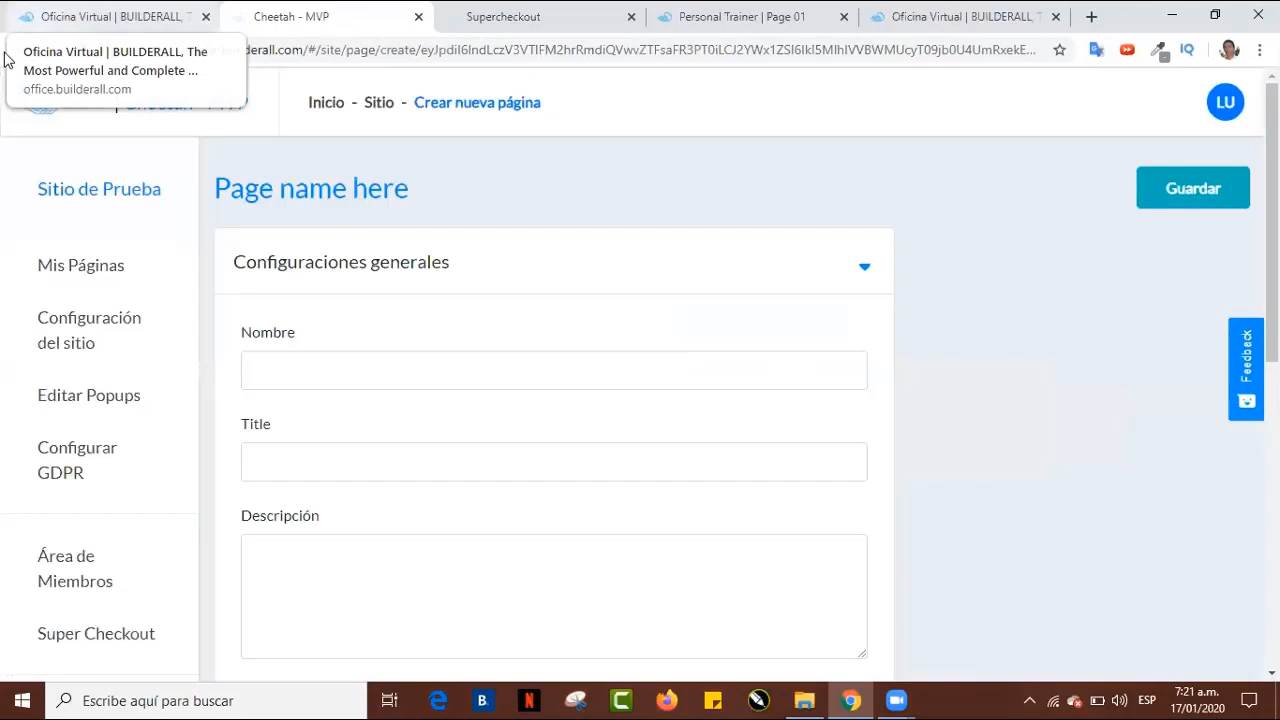 Oficina Virtual | BUILDERALL, T
Cheetah - MVP
Supercheckout
Personal Trainer | Page 01
Oficina Virtual | BUILDERALL, T
Oficina Virtual | BUILDERALL, The
Most Powerful and Complete ...
office.builderall.com
Inicio - Sitio - Crear nueva página
LU
Sitio de Prueba
Page name here
Guardar
Mis Páginas
Configuraciones generales
Configuración
del sitio
Nombre
Editar Popups
Title
Configurar
GDPR
Descripción
Área de
Miembros
Super Checkout
Feedback
Escribe aquí para buscar
ESP
7:21 a.m.
17/01/2020